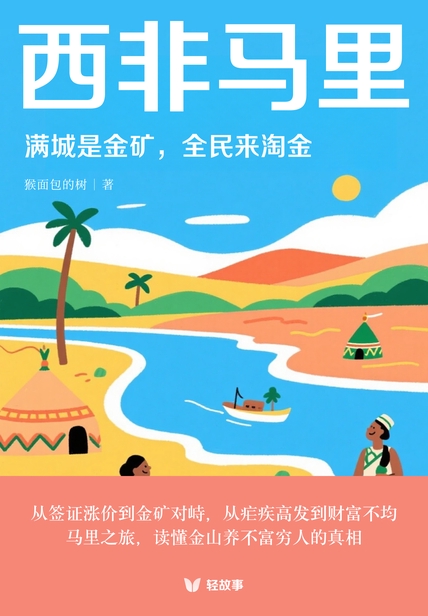 西非马里
满城是金矿，全民来淘金
猴面包的树 | 著
从签证涨价到金矿对峙，从疟疾高发到财富不均
马里之旅，读懂金山养不富穷人的真相
轻故事